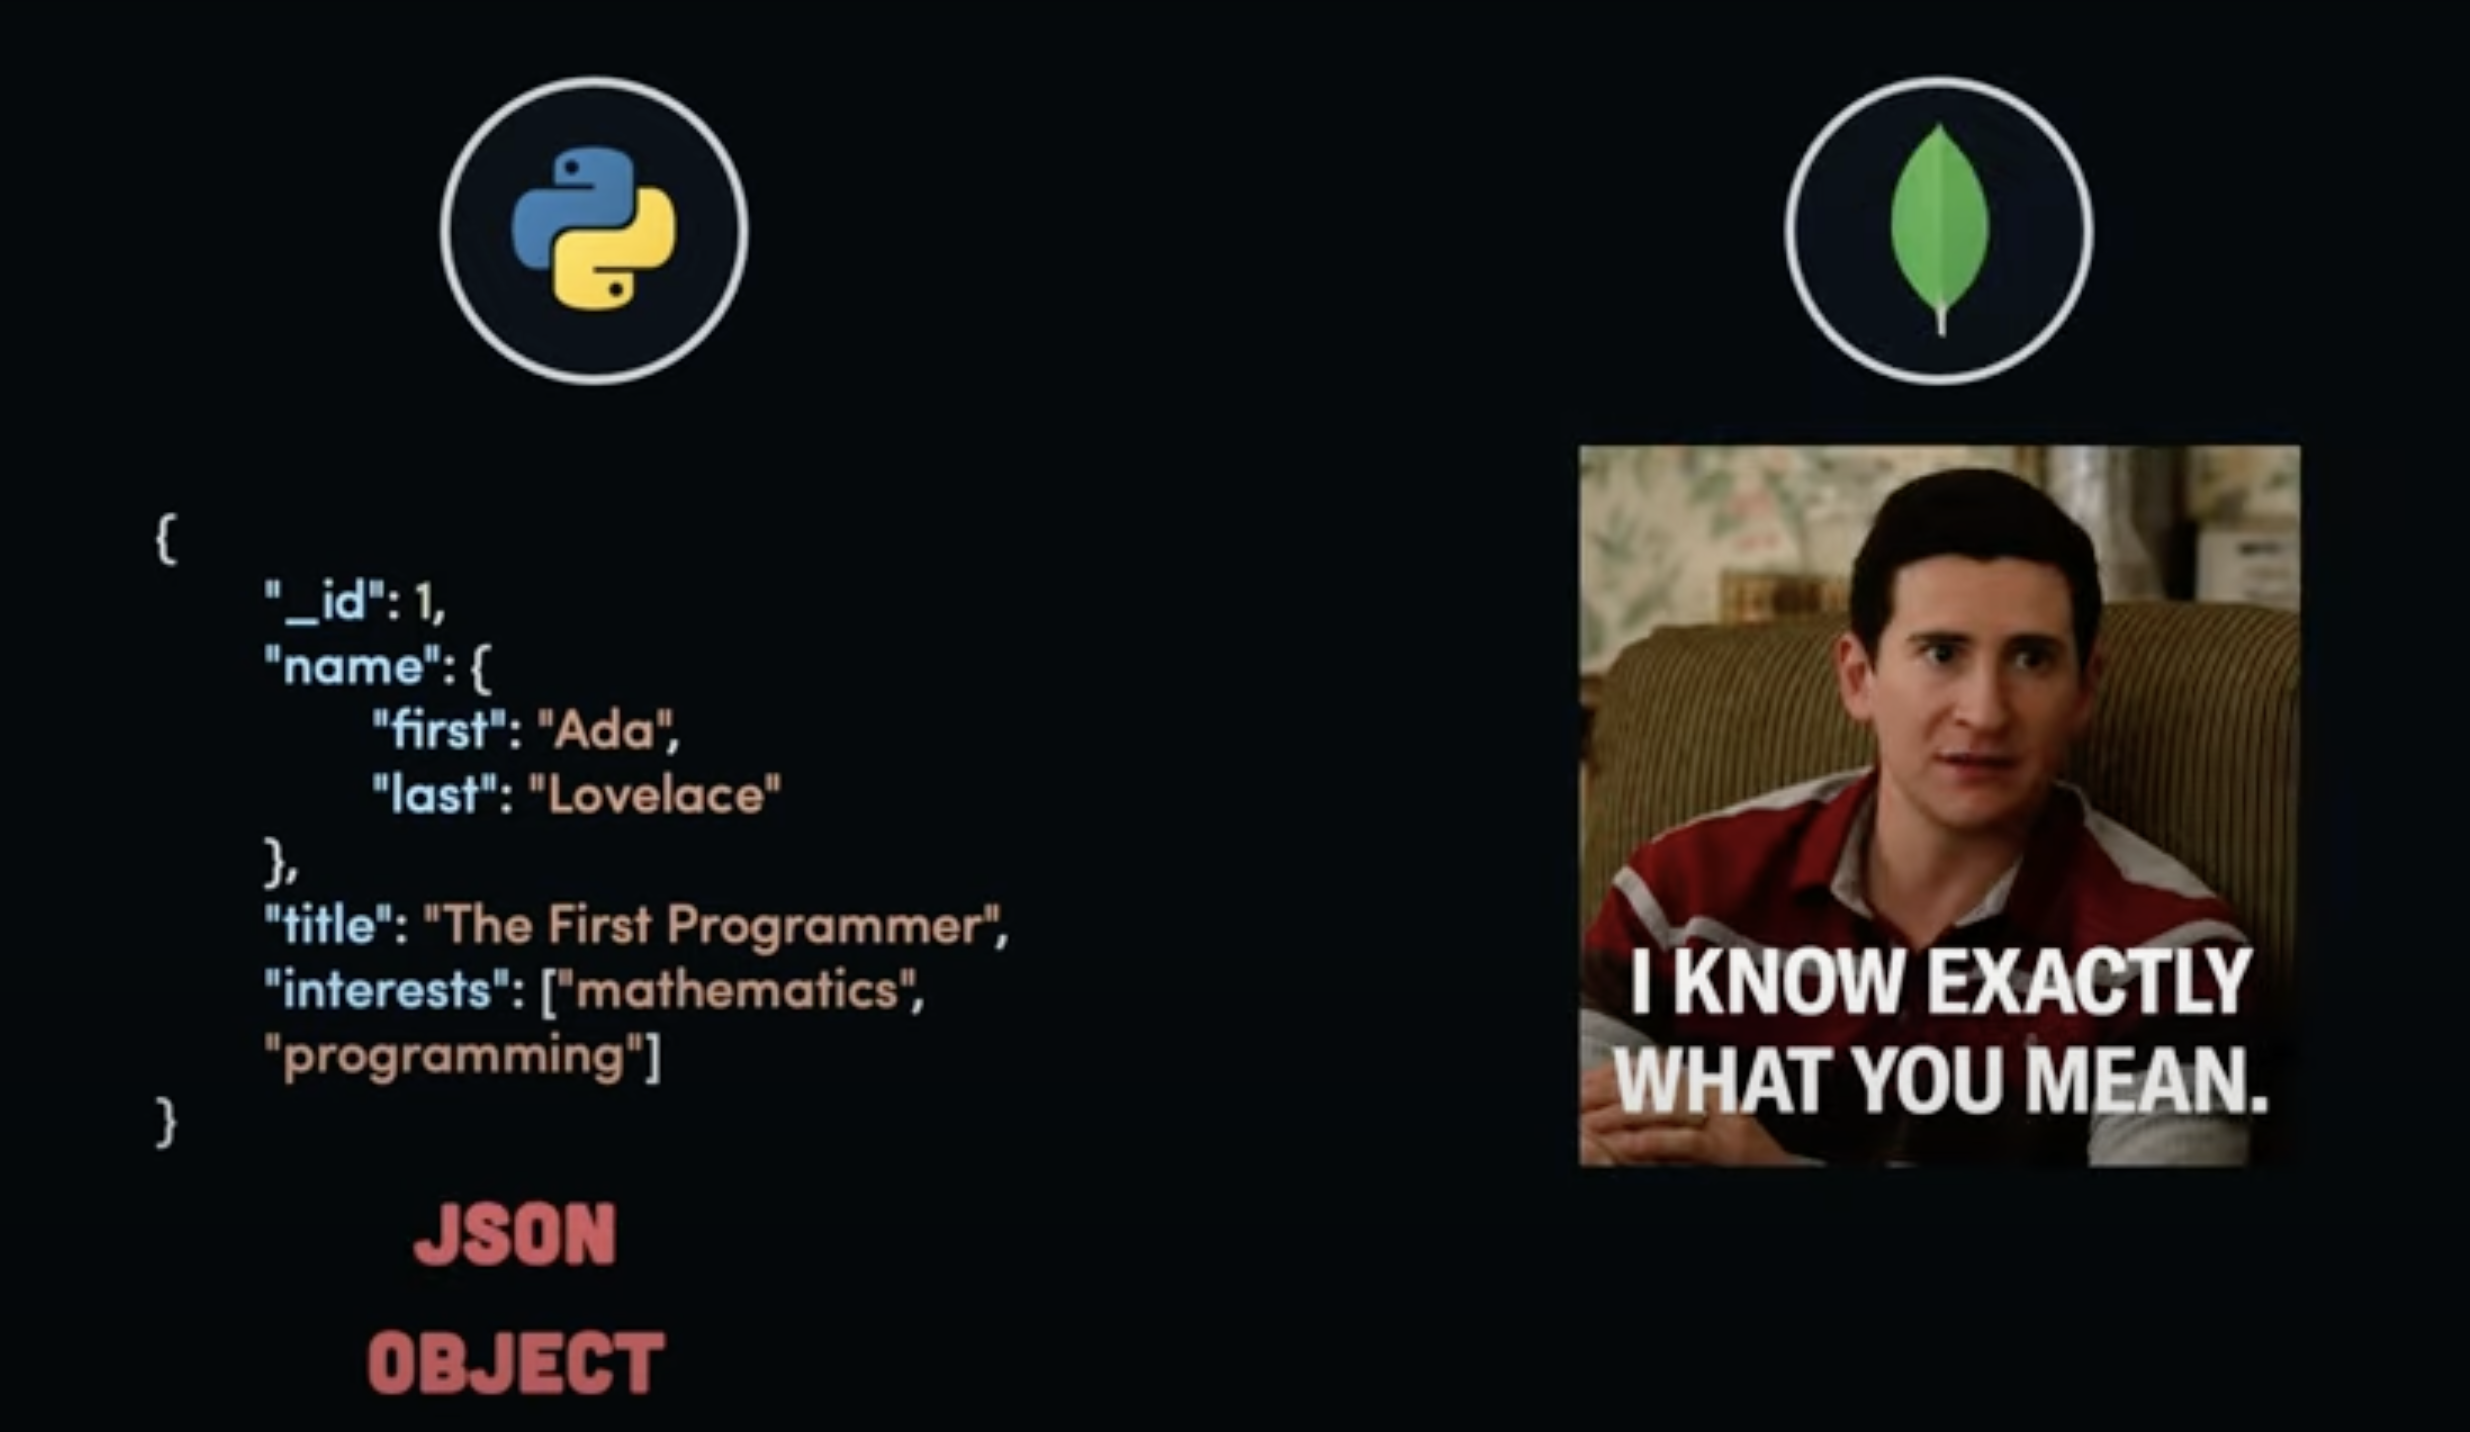 {
"_id": 1,
"name": {
"first": "Ada",
"last": "Lovelace"
},
"title": "The First Programmer",
"interests": ["mathematics",
"programming"]
}
JSON
OBJECT
I KNOW EXACTLY
WHAT YOU MEAN.